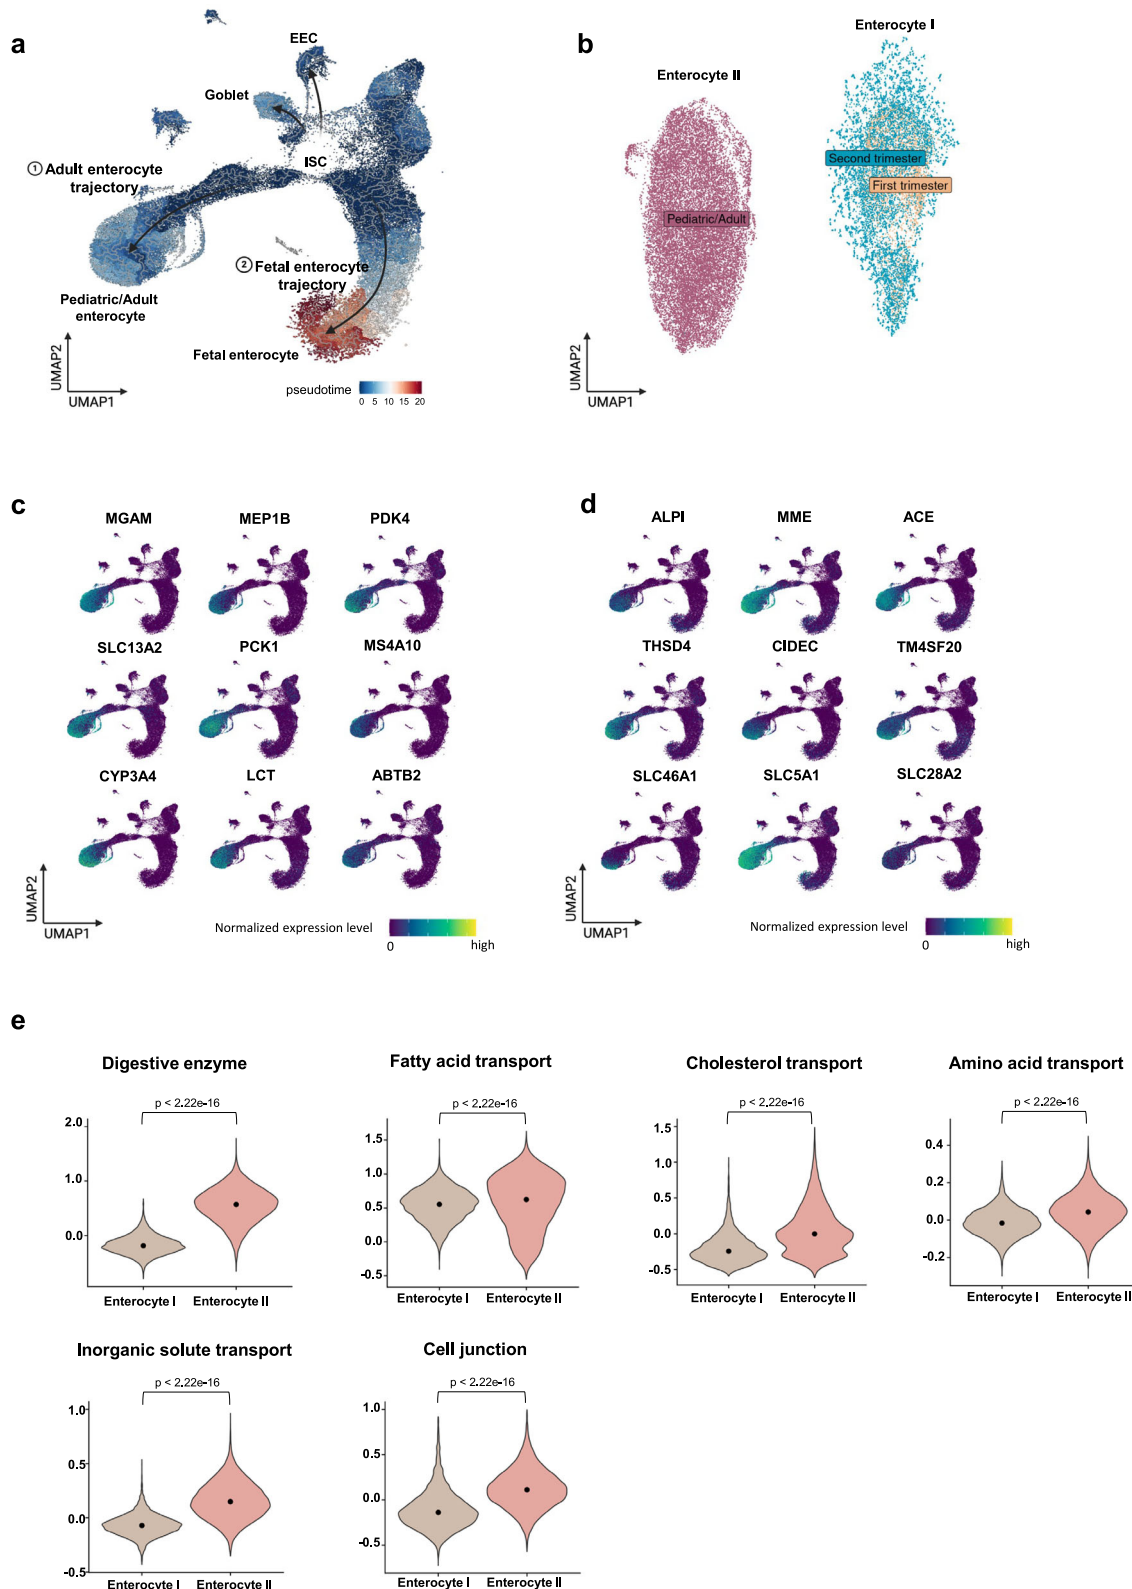 a
EEC
Goblet
ISC
① Adult enterocyte
trajectory
② Fetal enterocyte
trajectory
Pediatric/Adult
enterocyte
Fetal enterocyte
UMAP2
UMAP1
pseudotime
0 5 10 15 20
b
Enterocyte I
Enterocyte II
Second trimester
First trimester
Pediatric/Adult
UMAP2
UMAP1
c
MGAM MEP1B PDK4
SLC13A2 PCK1 MS4A10
CYP3A4 LCT ABTB2
UMAP2
UMAP1
Normalized expression level
0 high
d
ALPI MME ACE
THSD4 CIDEC TM4SF20
SLC46A1 SLC5A1 SLC28A2
UMAP2
UMAP1
Normalized expression level
0 high
e
Digestive enzyme
p < 2.22e-16
2.0
1.0
0.0
Enterocyte I Enterocyte II
Fatty acid transport
p < 2.22e-16
1.5
1.0
0.5
0.0
-0.5
Enterocyte I Enterocyte II
Cholesterol transport
p < 2.22e-16
1.5
1.0
0.5
0.0
-0.5
Enterocyte I Enterocyte II
Amino acid transport
p < 2.22e-16
0.4
0.2
0.0
-0.2
Enterocyte I Enterocyte II
Inorganic solute transport
p < 2.22e-16
1.0
0.5
0.0
-0.5
Enterocyte I Enterocyte II
Cell junction
p < 2.22e-16
1.0
0.5
0.0
-0.5
Enterocyte I Enterocyte II